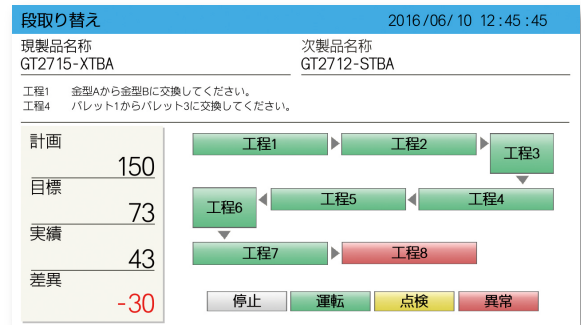 段取り替え 2016/06/10 12:45:45
現製品名称 次製品名称
GT2715-XTBA GT2712-STBA
工程1 金型Aから金型Bに交換してください。
工程4 パレット1からパレット3に交換してください。
計画
150
目標
73
実績
43
差異
-30
工程1 工程2 工程3
工程6 工程5 工程4
工程7 工程8
停止 運転 点検 異常